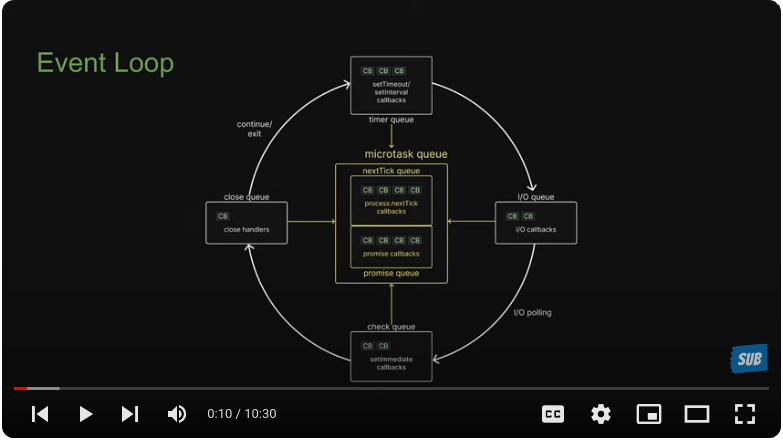 Event Loop
CB CB CB
setTimeout/
setInterval
callbacks
timer queue
continue/
exit
microtask queue
nextTick queue
CB CB CB CB
process.nextTick
callbacks
CB CB CB CB
promise callbacks
promise queue
close queue
CB
close handlers
I/O queue
CB CB
I/O callbacks
I/O polling
check queue
CB CB
setImmediate
callbacks
SUB
0:10 / 10:30
CC